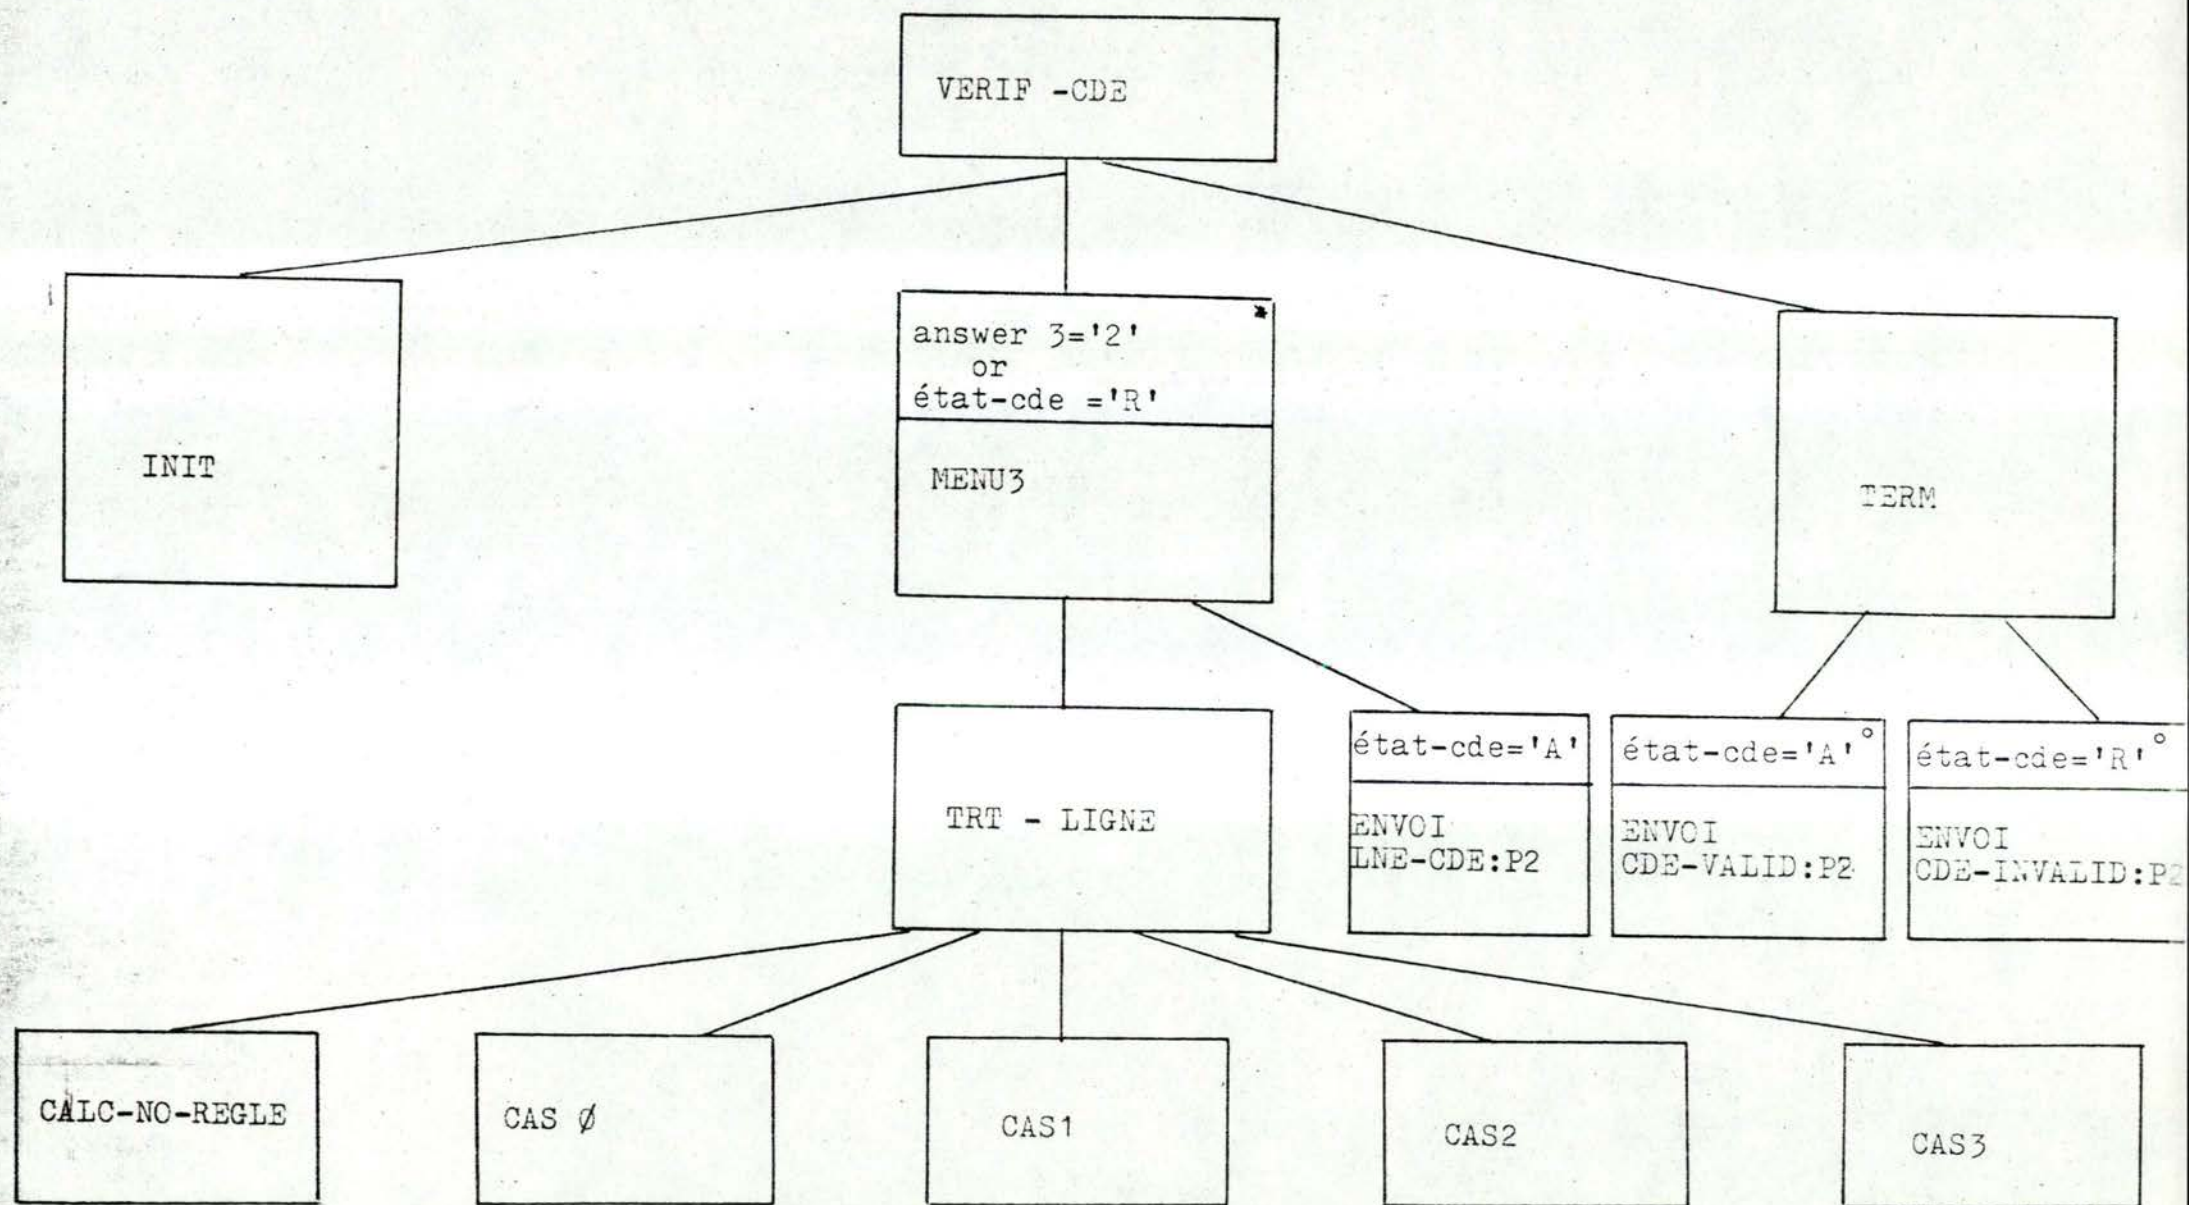 VERIF -CDE
answer 3='2'
or
état-cde ='R'
*
INIT
MENU3
TERM
TRT - LIGNE
état-cde='A'
ENVOI
LNE-CDE:P2
état-cde='A' °
ENVOI
CDE-VALID:P2
état-cde='R' °
ENVOI
CDE-INVALID:P2
CALC-NO-REGLE
CAS Ø
CAS1
CAS2
CAS3